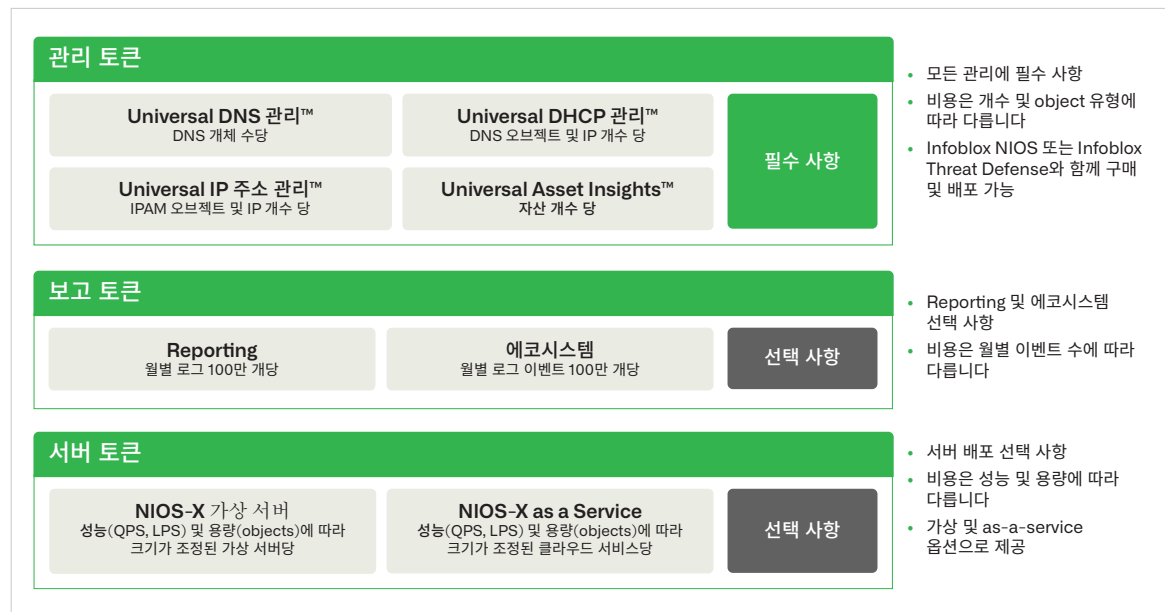 관리 토큰
Universal DNS 관리™
DNS 개체 수당
Universal DHCP 관리™
DNS 오브젝트 및 IP 개수 당
Universal IP 주소 관리™
IPAM 오브젝트 및 IP 개수 당
Universal Asset Insights™
자산 개수 당
필수 사항
• 모든 관리에 필수 사항
• 비용은 개수 및 object 유형에
따라 다릅니다
• Infoblox NIOS 또는 Infoblox
Threat Defense와 함께 구매
및 배포 가능
보고 토큰
Reporting
월별 로그 100만 개당
에코시스템
월별 로그 이벤트 100만 개당
선택 사항
• Reporting 및 에코시스템
선택 사항
• 비용은 월별 이벤트 수에 따라
다릅니다
서버 토큰
NIOS-X 가상 서버
성능(QPS, LPS) 및 용량(objects)에 따라
크기가 조정된 가상 서버당
NIOS-X as a Service
성능(QPS, LPS) 및 용량(objects)에 따라
크기가 조정된 클라우드 서비스당
선택 사항
• 서버 배포 선택 사항
• 비용은 성능 및 용량에 따라
다릅니다
• 가상 및 as-a-service
옵션으로 제공